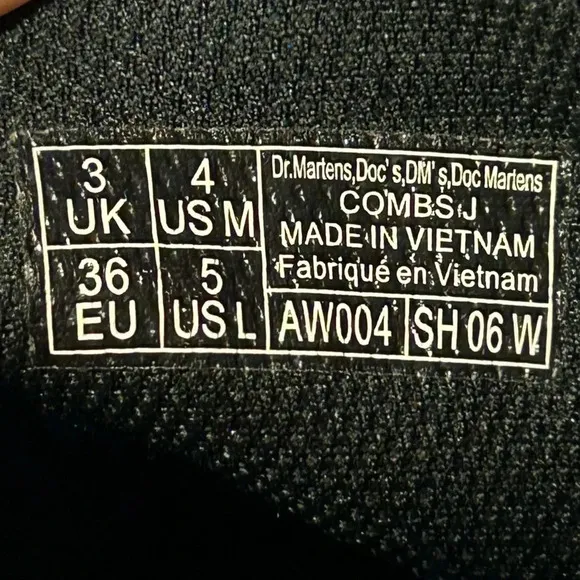 3
UK
4
US M
36
EU
5
US L
Dr.Martens,Doc's,DM's,Doc Martens
COMBS J
MADE IN VIETNAM
Fabriqué en Vietnam
AW004
SH 06 W